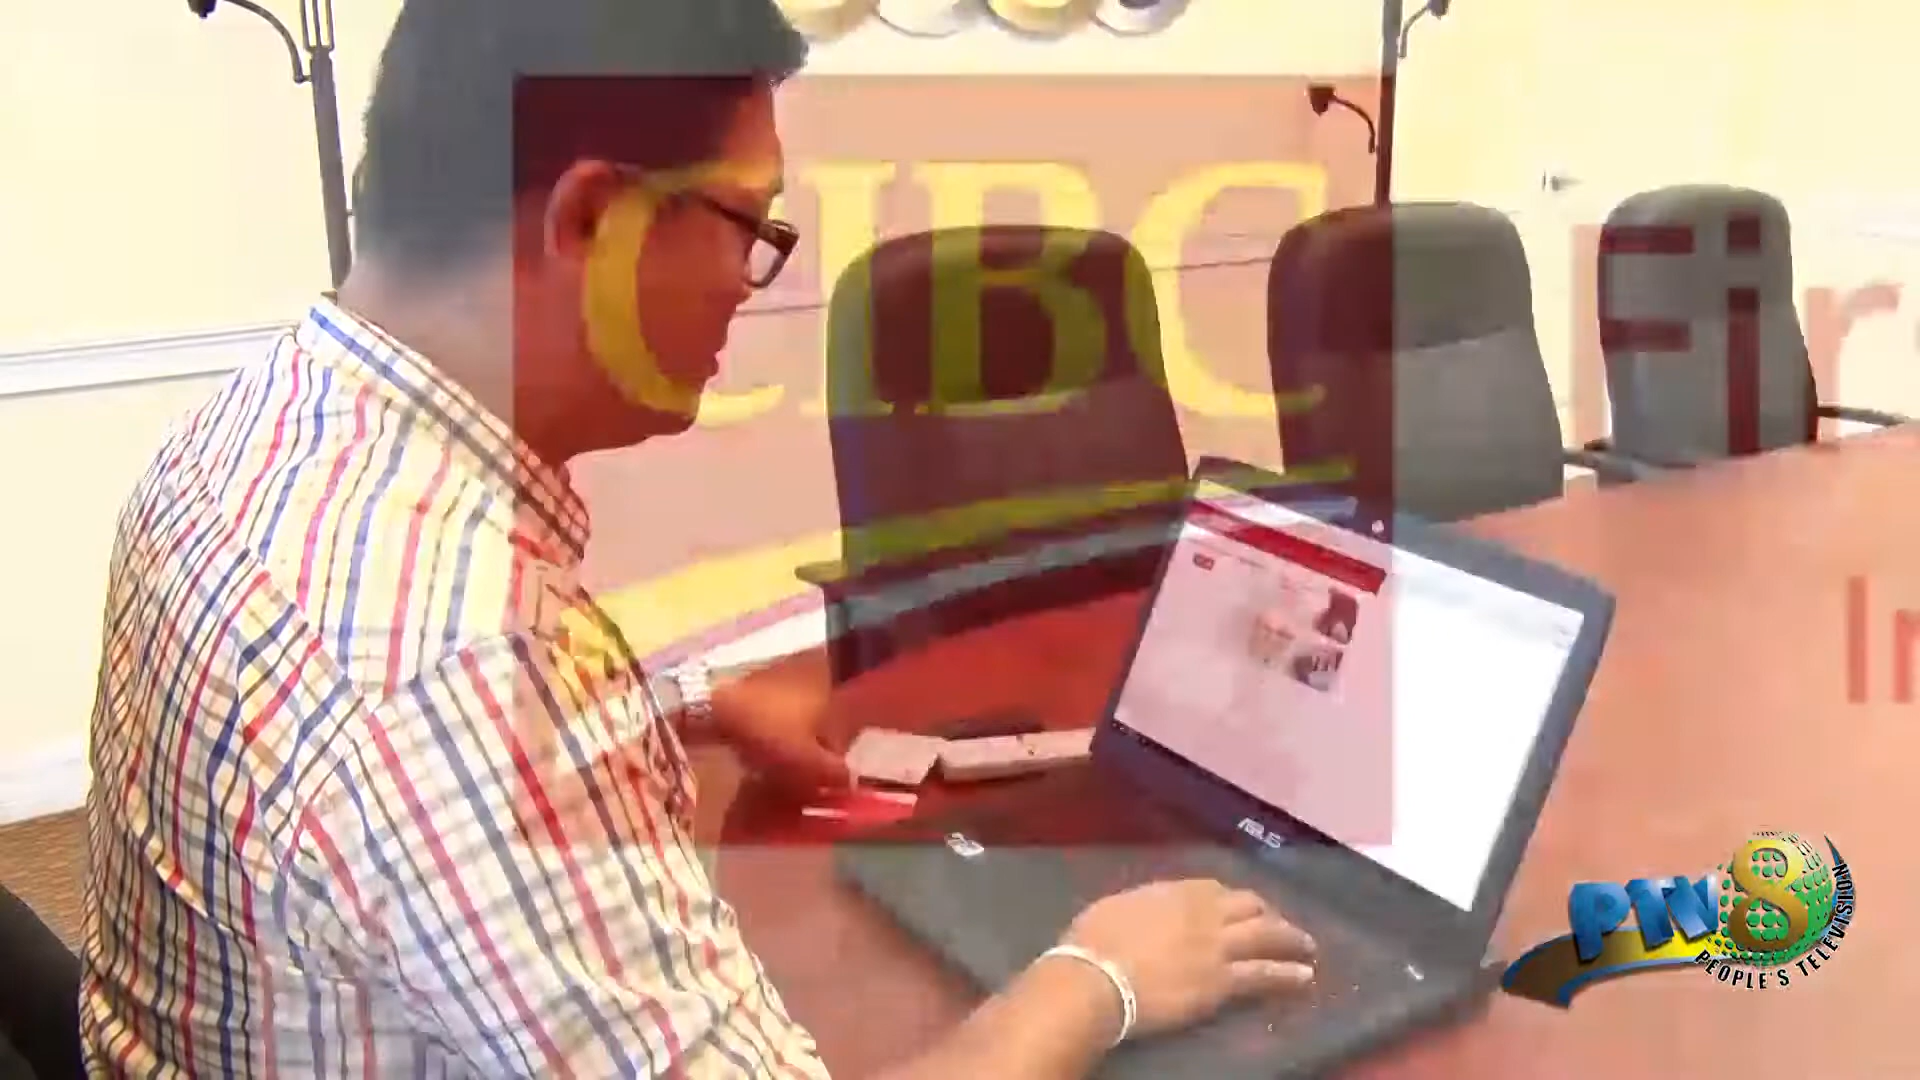 CIBC
Fir
In
ASUS
PTV8
PEOPLE'S TELEVISION